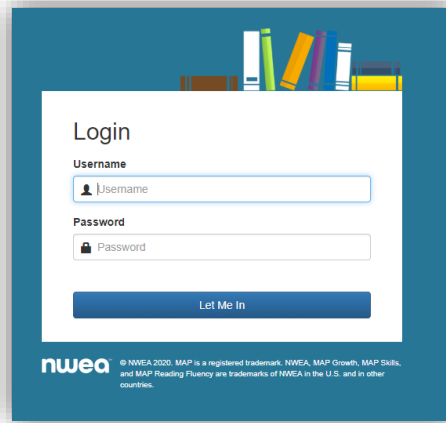 Login
Username
Username
Password
Password
Let Me In
nwea
© NWEA 2020. MAP is a registered trademark. NWEA, MAP Growth, MAP Skills,
and MAP Reading Fluency are trademarks of NWEA in the U.S. and in other
countries.